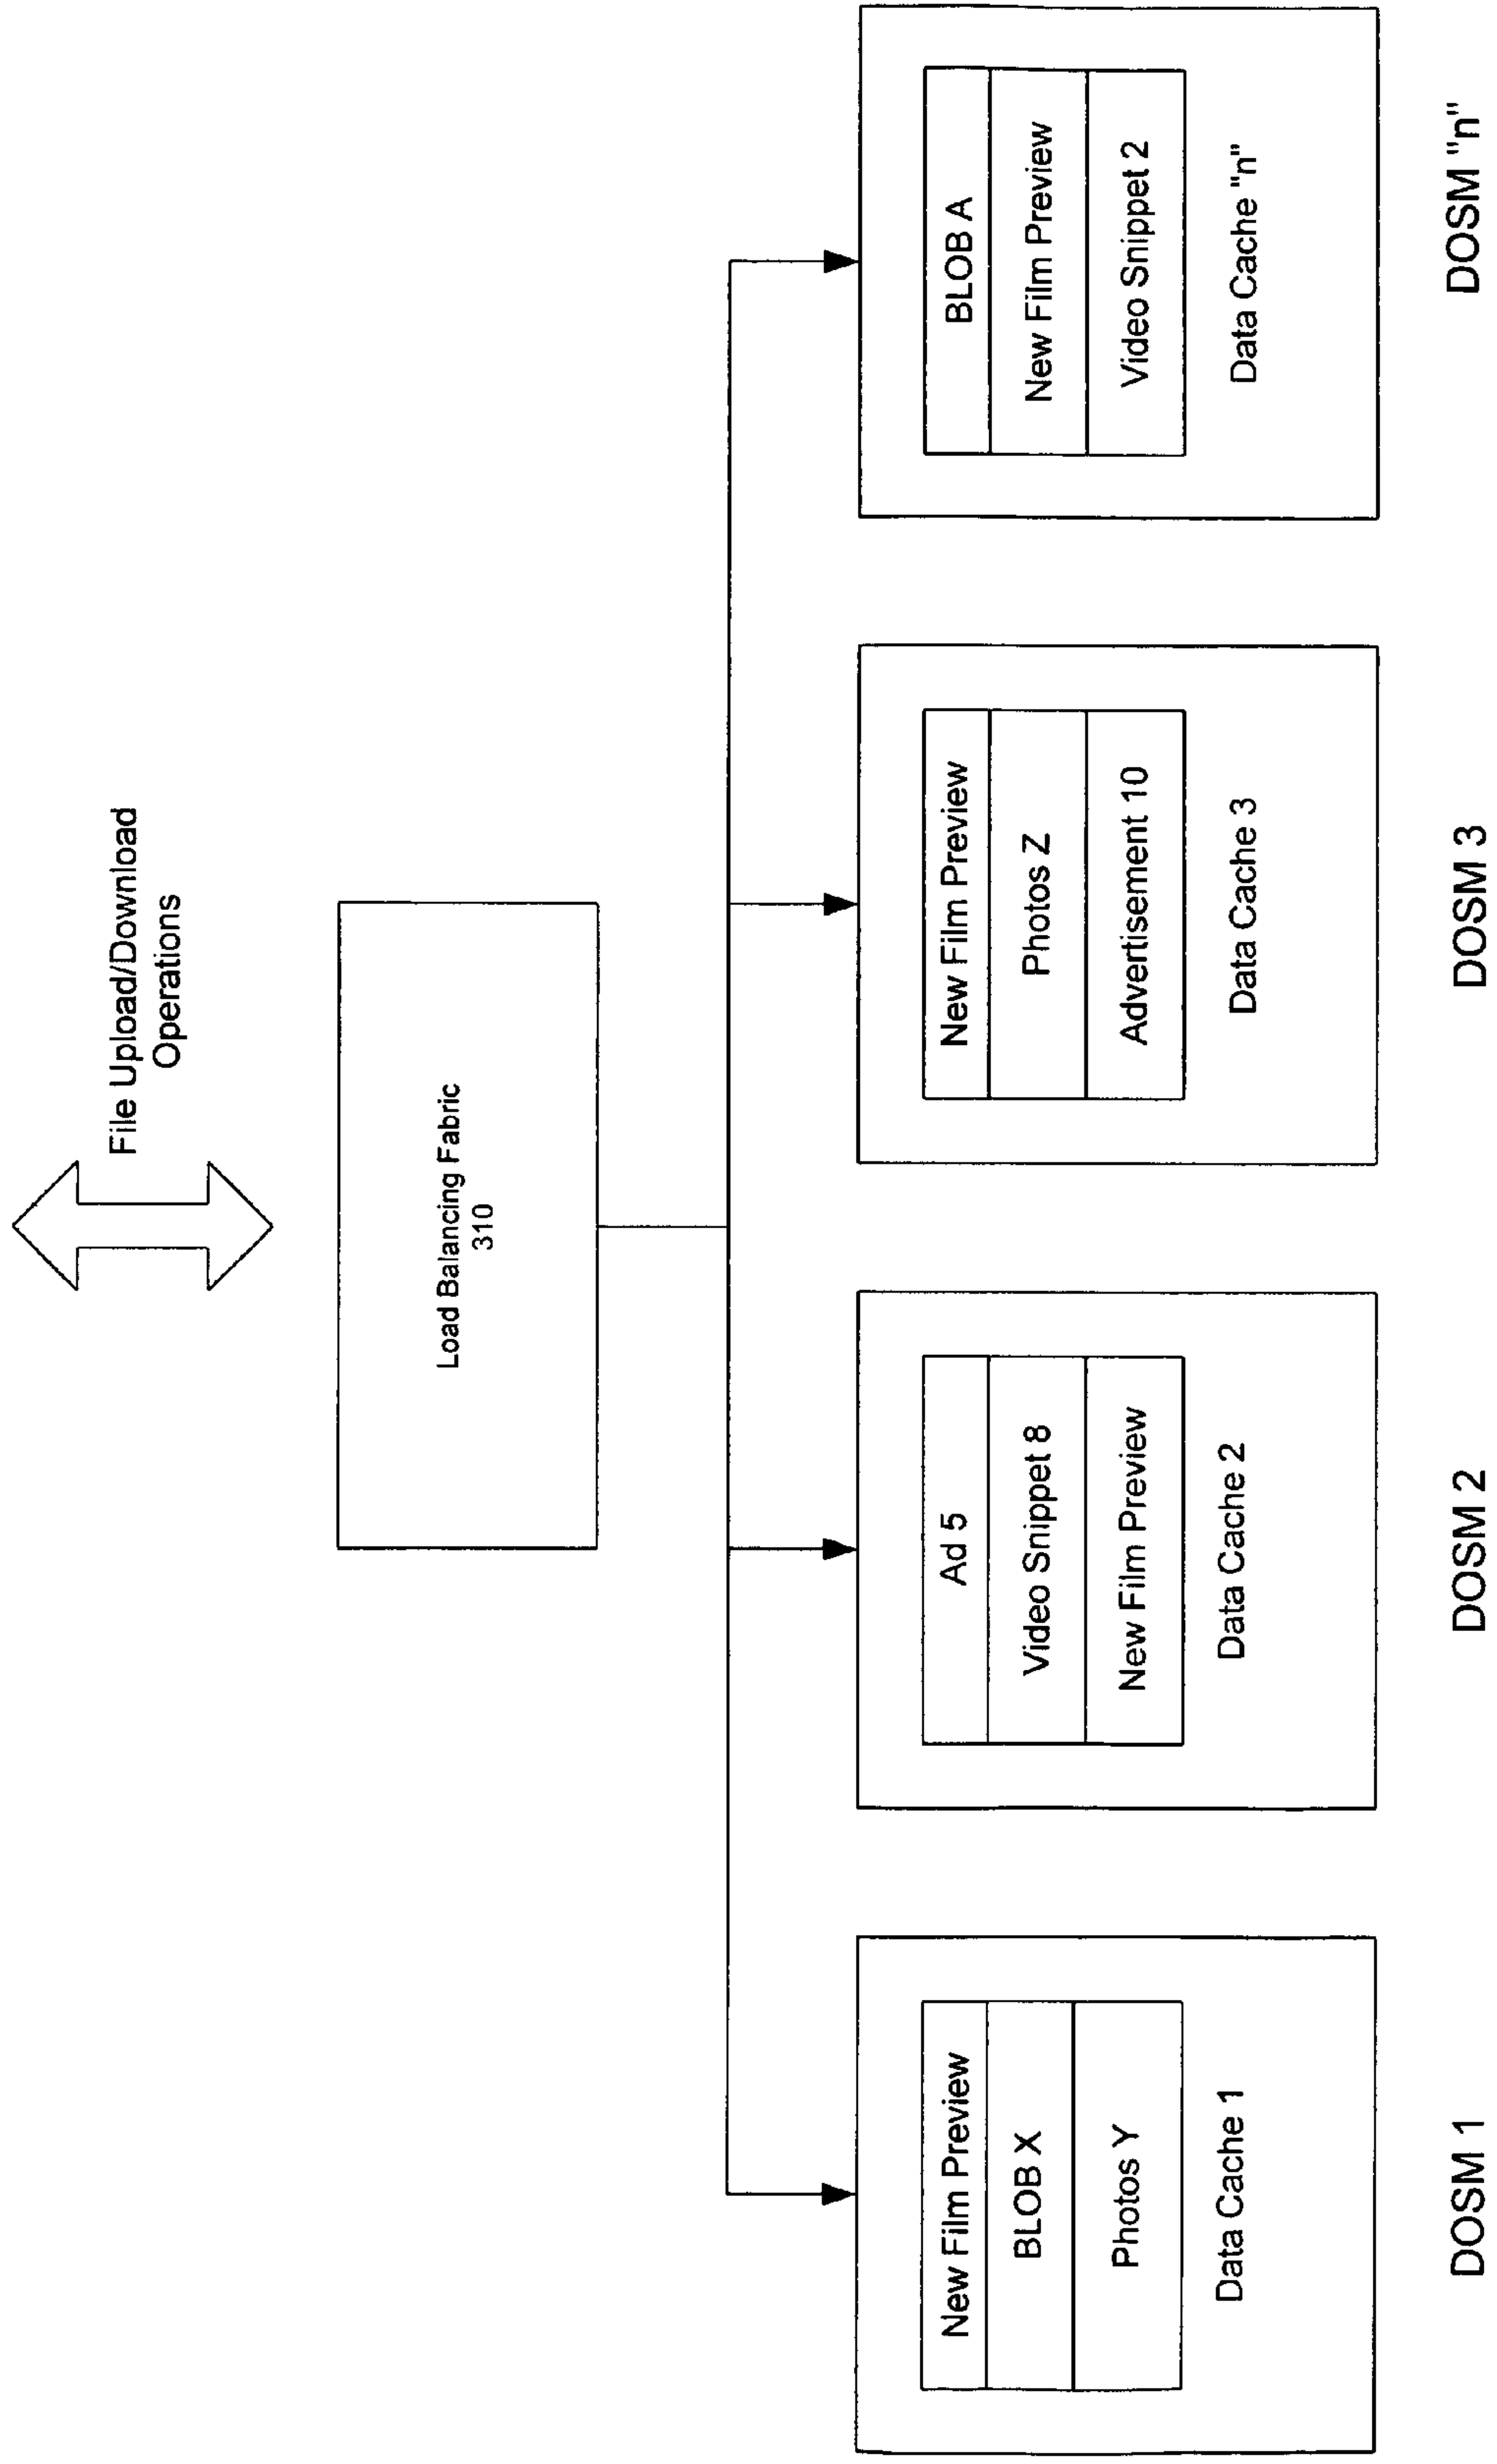 File Upload/Download
Operations
Load Balancing Fabric
310
New Film Preview
BLOB X
Photos Y
Data Cache 1
DOSM 1
Ad 5
Video Snippet 8
New Film Preview
Data Cache 2
DOSM 2
New Film Preview
Photos Z
Advertisement 10
Data Cache 3
DOSM 3
BLOB A
New Film Preview
Video Snippet 2
Data Cache "n"
DOSM "n"